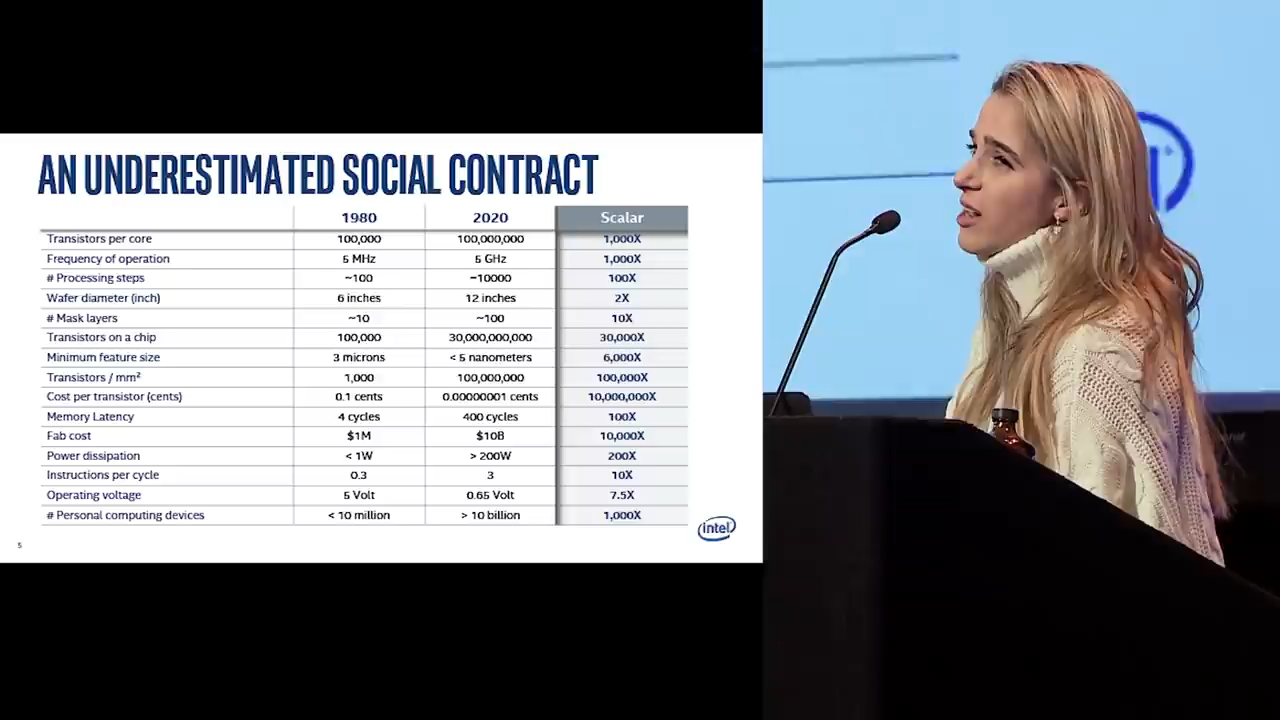 AN UNDERESTIMATED SOCIAL CONTRACT
1980 2020 Scalar
Transistors per core 100,000 100,000,000 1,000X
Frequency of operation 5 MHz 5 GHz 1,000X
# Processing steps ~100 ~10000 100X
Wafer diameter (inch) 6 inches 12 inches 2X
# Mask layers ~10 ~100 10X
Transistors on a chip 100,000 30,000,000,000 30,000X
Minimum feature size 3 microns < 5 nanometers 6,000X
Transistors / mm² 1,000 100,000,000 100,000X
Cost per transistor (cents) 0.1 cents 0.00000001 cents 10,000,000X
Memory Latency 4 cycles 400 cycles 100X
Fab cost $1M $10B 10,000X
Power dissipation < 1W > 200W 200X
Instructions per cycle 0.3 3 10X
Operating voltage 5 Volt 0.65 Volt 7.5X
# Personal computing devices < 10 million > 10 billion 1,000X
intel
5